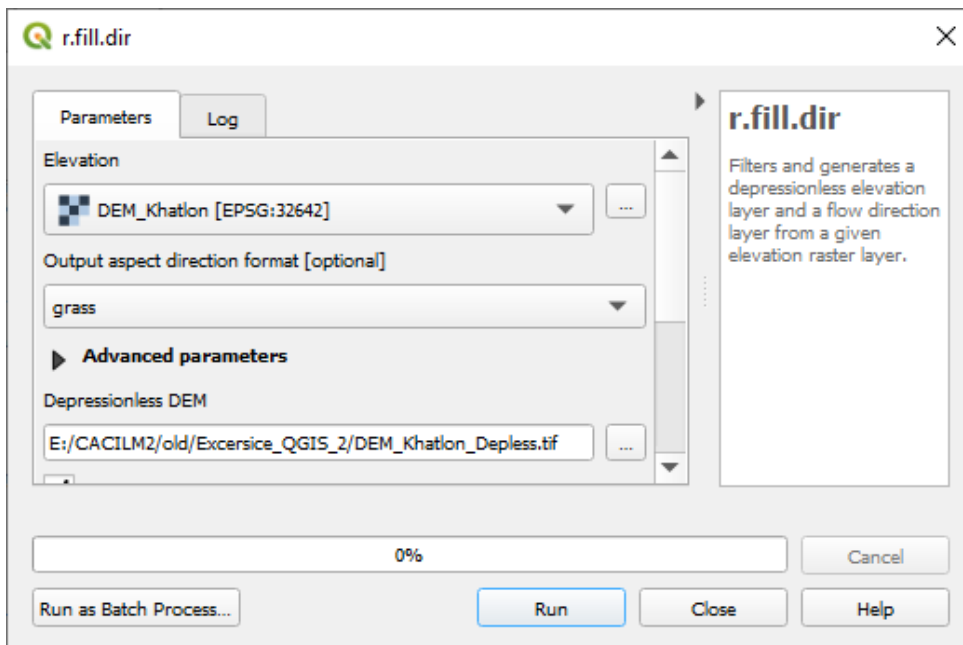 r.fill.dir
Parameters
Log
Elevation
DEM_Khatlon [EPSG:32642]
...
Output aspect direction format [optional]
grass
Advanced parameters
Depressionless DEM
E:/CACILM2/old/Excersice_QGIS_2/DEM_Khatlon_Depless.tif
...
r.fill.dir
Filters and generates a
depressionless elevation
layer and a flow direction
layer from a given
elevation raster layer.
0%
Cancel
Run as Batch Process...
Run
Close
Help